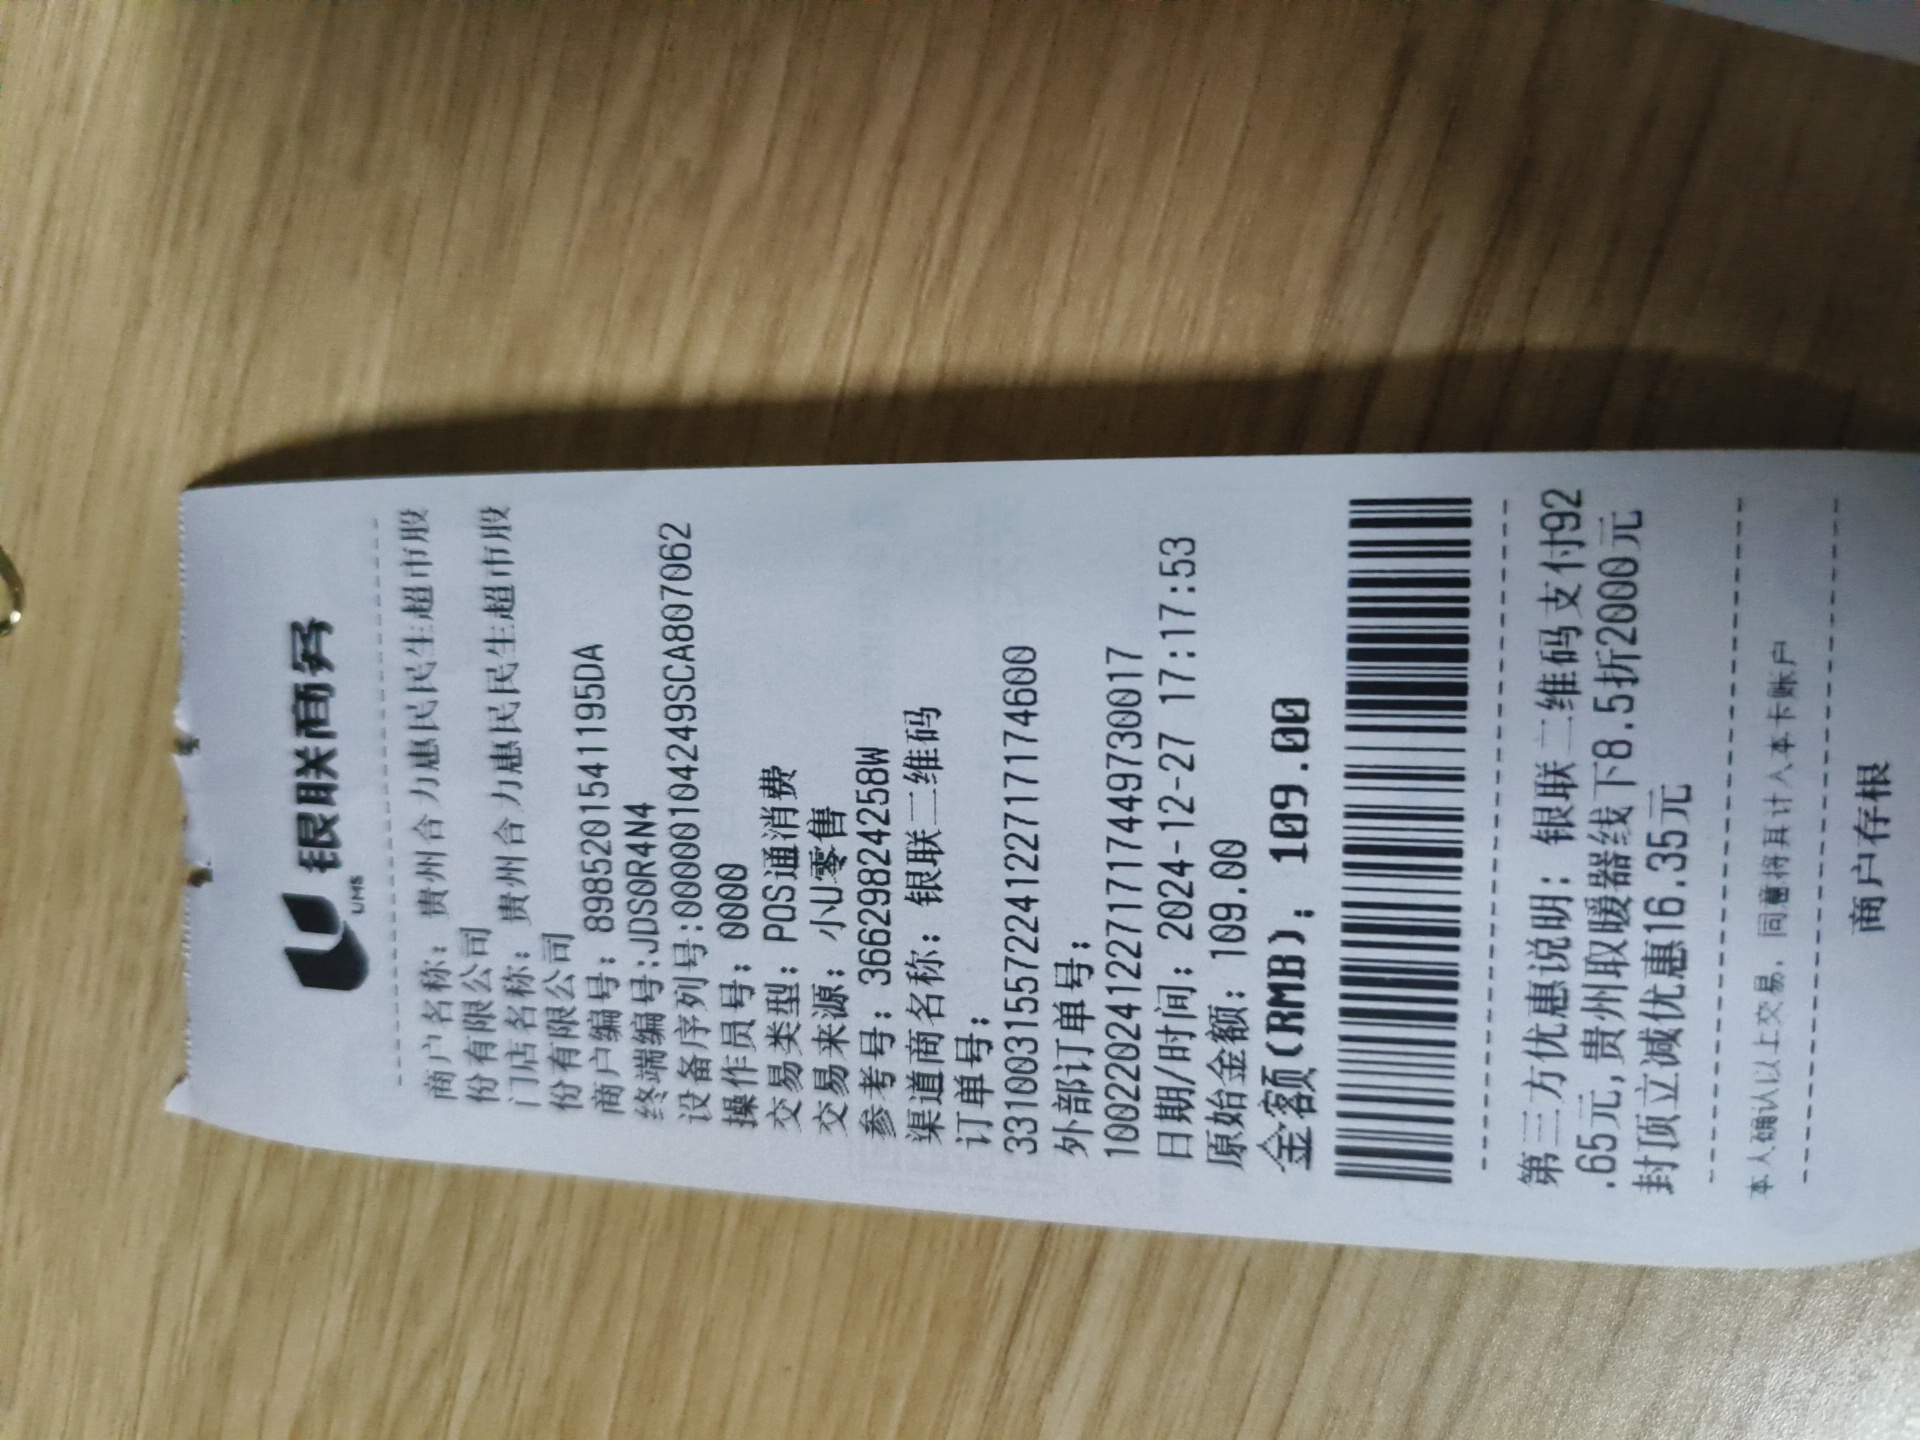 银联商务
UMS
商户名称：贵州合力惠民民生超市股
份有限公司
门店名称：贵州合力惠民民生超市股
份有限公司
商户编号：8985201541195DA
终端编号:JDS0R4N4
设备序列号:00000104249SCA807062
操作员号：0000
交易类型：POS通消费
交易来源：小U零售
参考号：36629824258W
渠道商名称：银联二维码
订单号：
33100315572241227171174600
外部订单号：
10022024122717174497300017
日期/时间：2024-12-27 17:17:53
原始金额：109.00
金额(RMB)：109.00
第三方优惠说明：银联二维码支付92
.65元,贵州取暖器线下8.5折2000元
封顶立减优惠16.35元
本人确认以上交易，同意将其计入本卡账户
商户存根